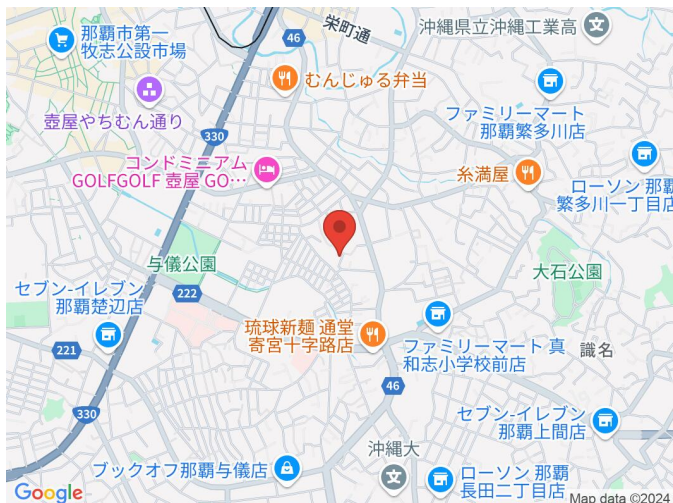 栄町通
沖縄県立沖縄工業高
那覇市第一
牧志公設市場
46
むんじゅる弁当
壺屋やちむん通り
ファミリーマート
那覇繁多川店
330
コンドミニアム
GOLFGOLF 壺屋 GO…
糸満屋
ローソン 那覇
繁多川一丁目店
与儀公園
大石公園
セブン-イレブン
那覇楚辺店
222
琉球新麺 通堂
寄宮十字路店
ファミリーマート 真
和志小学校前店
識名
221
46
330
セブン-イレブン
那覇上間店
ブックオフ那覇与儀店
沖縄大
ローソン 那覇
長田二丁目店
Google
Map data ©2024